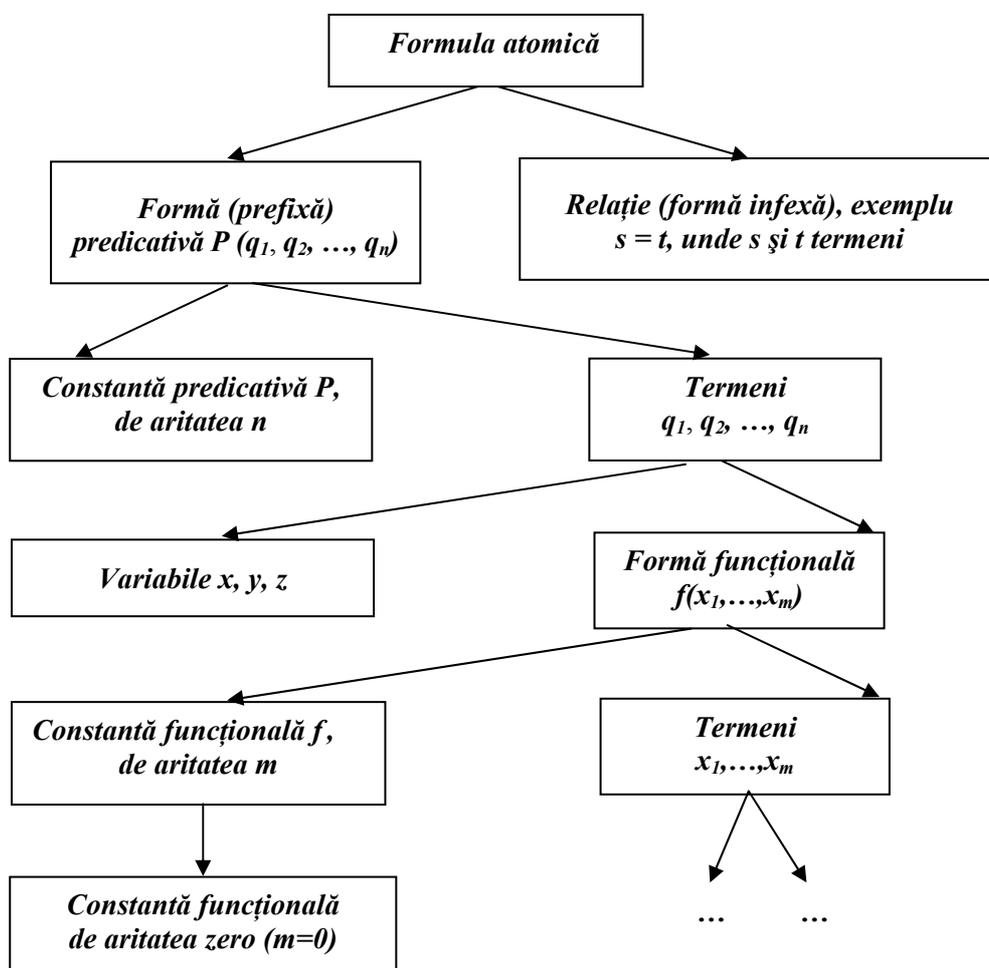 Formula atomică
Formă (prefixă)
predicativă P (q₁, q₂, …, qₙ)
Relație (formă infexă), exemplu
s = t, unde s şi t termeni
Constantă predicativă P,
de aritatea n
Termeni
q₁, q₂, …, qₙ
Variabile x, y, z
Formă funcțională
f(x₁,…,xₘ)
Constantă funcțională f,
de aritatea m
Termeni
x₁,…,xₘ
Constantă funcțională
de aritatea zero (m=0)
… …